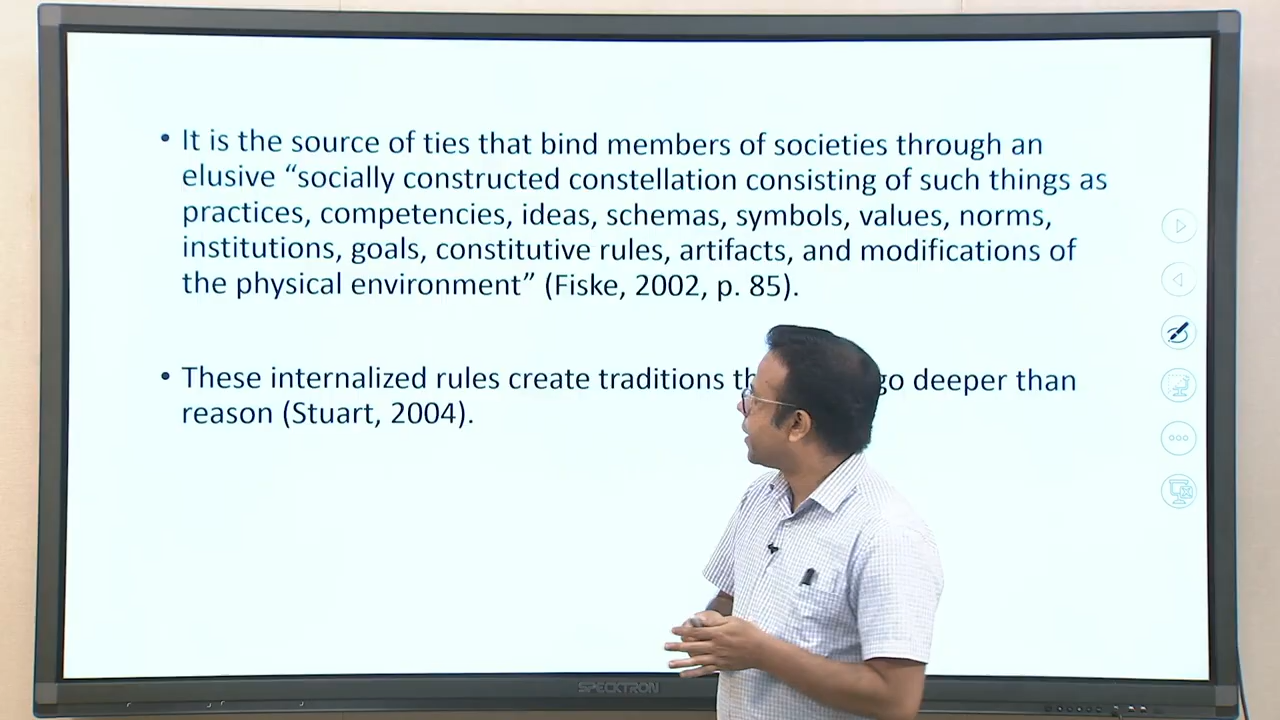 • It is the source of ties that bind members of societies through an
elusive “socially constructed constellation consisting of such things as
practices, competencies, ideas, schemas, symbols, values, norms,
institutions, goals, constitutive rules, artifacts, and modifications of
the physical environment” (Fiske, 2002, p. 85).
• These internalized rules create traditions go deeper than
reason (Stuart, 2004).
SPECKTRON